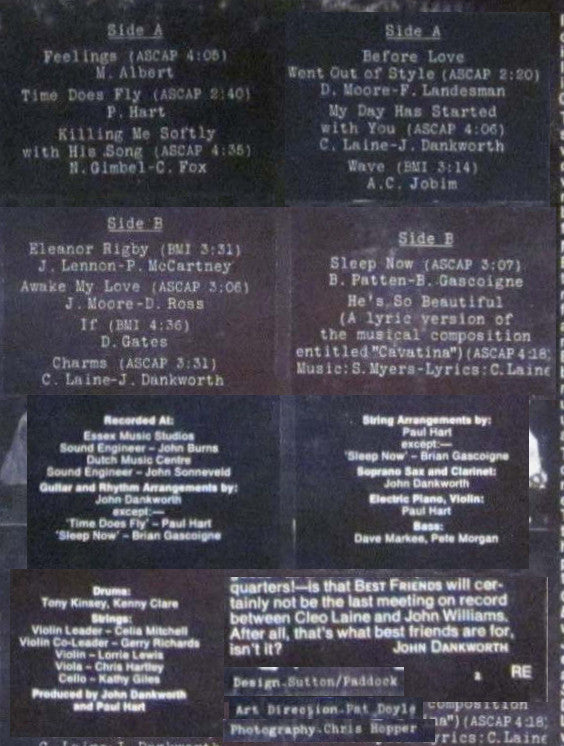 Side A
Feelings (ASCAP 4:05)
M. Albert
Time Does Fly (ASCAP 2:40)
P. Hart
Killing Me Softly
with His Song (ASCAP 4:35)
N. Gimbel-C. Fox
Side A
Before Love
Went Out of Style (ASCAP 2:20)
D. Moore-F. Landesman
My Day Has Started
with You (ASCAP 4:06)
C. Laine-J. Dankworth
Wave (BMI 3:14)
A.C. Jobim
Side B
Eleanor Rigby (BMI 3:31)
J. Lennon-P. McCartney
Awake My Love (ASCAP 3:06)
J. Moore-D. Ross
If (BMI 4:36)
D. Gates
Charms (ASCAP 3:31)
C. Laine-J. Dankworth
Side B
Sleep Now (ASCAP 3:07)
B. Patten-B. Gascoigne
He's So Beautiful
(A lyric version of
the musical composition
entitled "Cavatina") (ASCAP 4:18)
Music: S. Myers-Lyrics: C. Laine
Recorded At:
Essex Music Studios
Sound Engineer – John Burns
Dutch Music Centre
Sound Engineer – John Sonneveld
Guitar and Rhythm Arrangements by:
John Dankworth
except:—
'Time Does Fly' – Paul Hart
'Sleep Now' – Brian Gascoigne
String Arrangements by:
Paul Hart
except:—
'Sleep Now' – Brian Gascoigne
Soprano Sax and Clarinet:
John Dankworth
Electric Piano, Violin:
Paul Hart
Bass:
Dave Markee, Pete Morgan
Drums:
Tony Kinsey, Kenny Clare
Strings:
Violin Leader – Celia Mitchell
Violin Co-Leader – Gerry Richards
Violin – Lorrie Lewis
Viola – Chris Hartley
Cello – Kathy Giles
Produced by John Dankworth
and Paul Hart
quarters!—is that BEST FRIENDS will cer-
tainly not be the last meeting on record
between Cleo Laine and John Williams.
After all, that's what best friends are for,
isn't it? JOHN DANKWORTH
RE
Design-Sutton/Paddock
Art Direction-Pat Doyle
Photography-Chris Hopper
composition
na") (ASCAP 4:18)
yrics: C. Laine
C. Laine-J. Dankworth